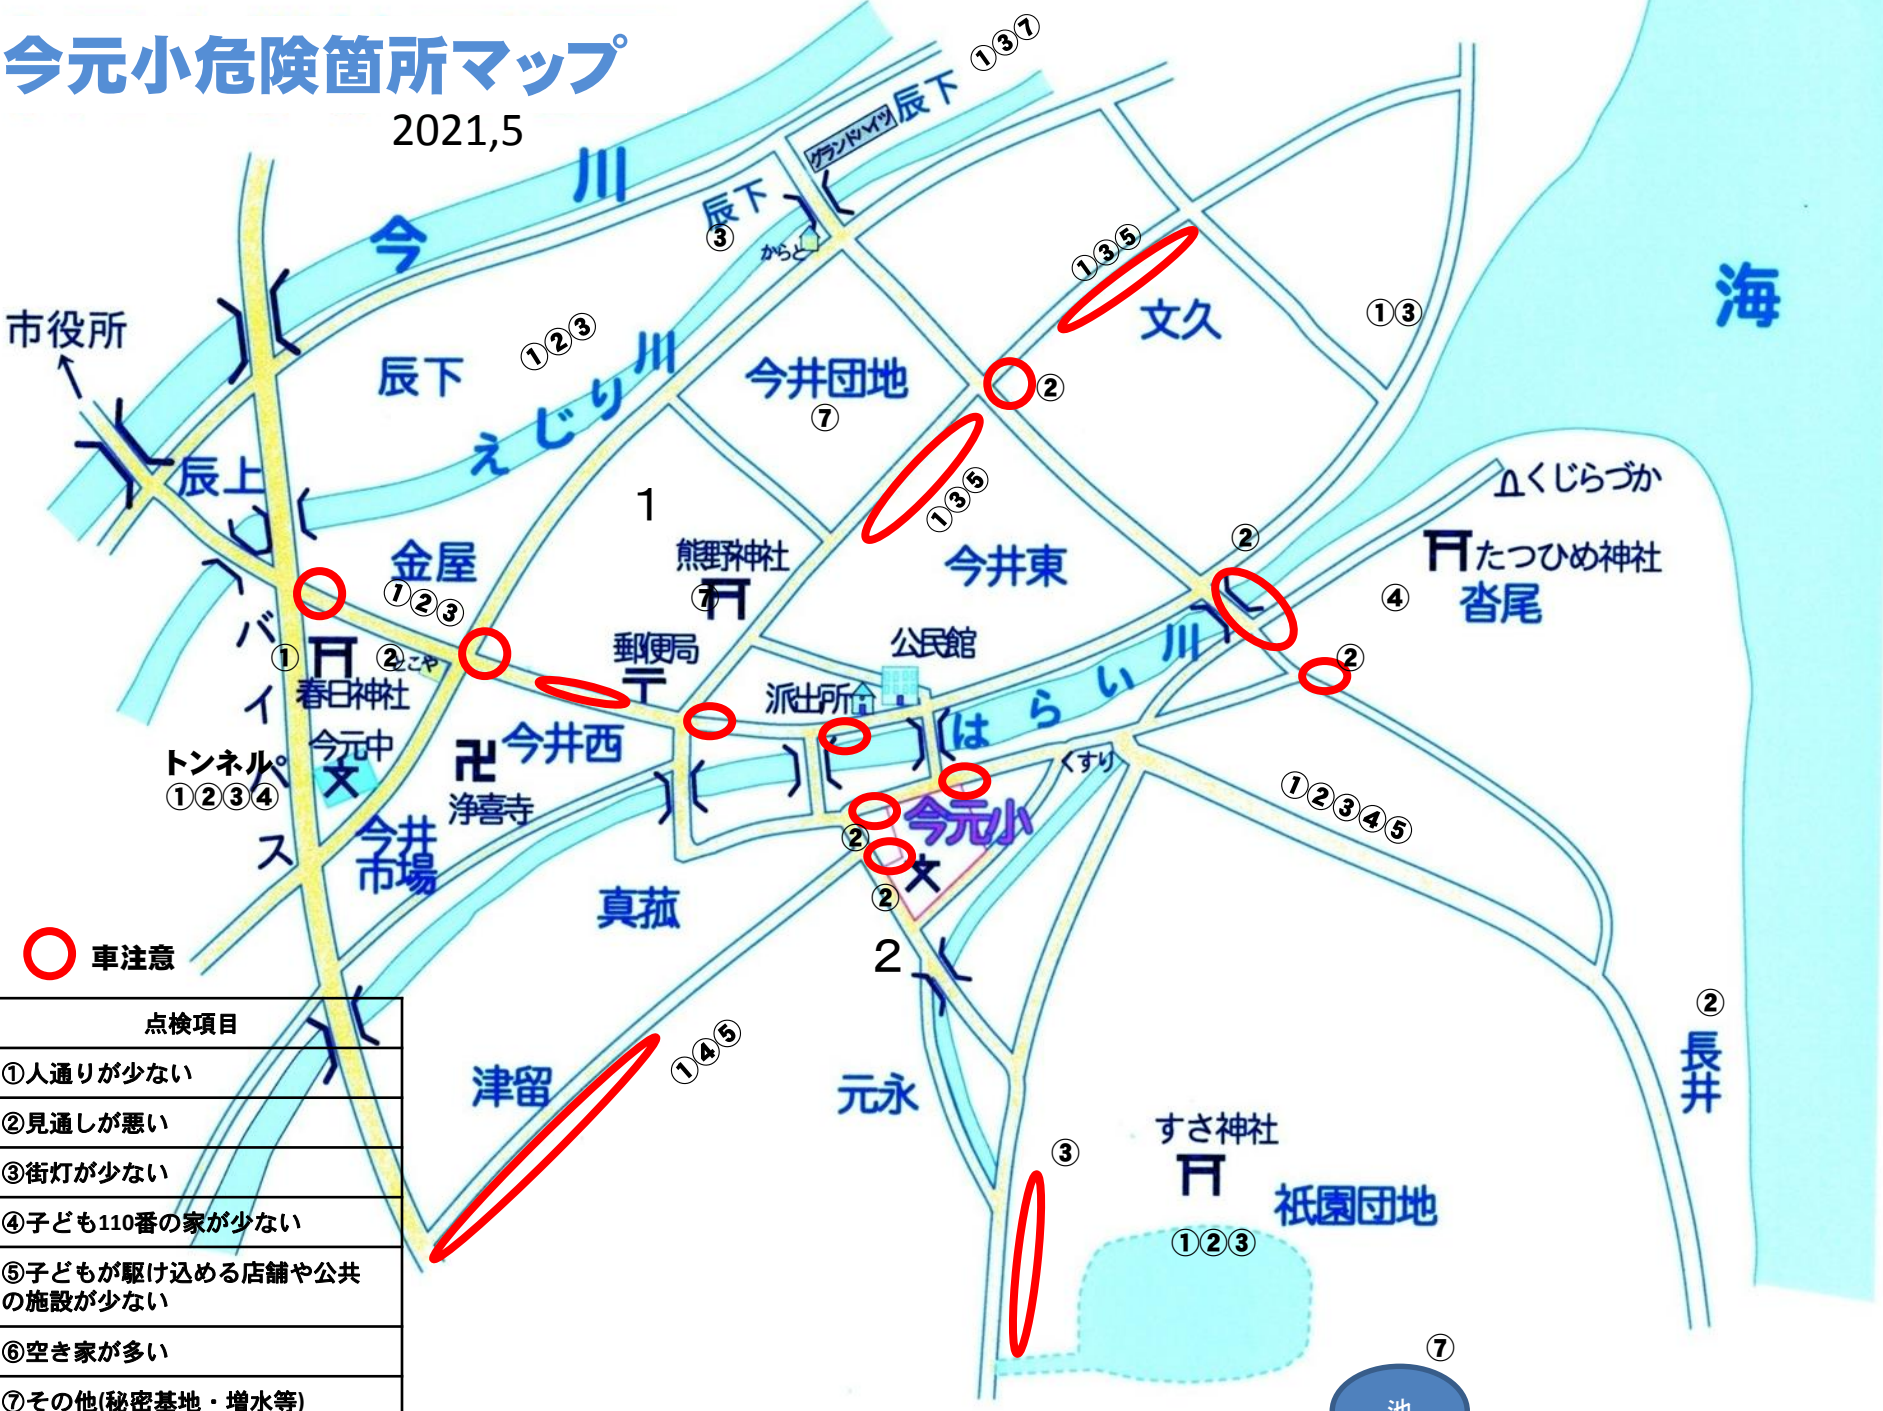 今元小危険箇所マップ
2021,5
①③⑦
辰下
グランドハイツ
今川
辰下
③
からと
①③⑤
文久
①③
海
市役所
辰下
①②③
えじり川
今井団地
⑦
②
辰上
1
①③⑤
くじらづか
金屋
①②③
熊野神社
⑦
今井東
②
たつひめ神社
④
沓尾
バイパス
①
②
とこや
春日神社
郵便局
公民館
派出所
はらい川
②
今元中
トンネル
①②③④
今井西
卍
浄喜寺
くすり
①②③④⑤
今井
市場
今元小
②
②
真菰
2
車注意
②
長井
点検項目
①人通りが少ない
②見通しが悪い
③街灯が少ない
④子ども110番の家が少ない
⑤子どもが駆け込める店舗や公共
の施設が少ない
⑥空き家が多い
⑦その他(秘密基地・増水等)
津留
①④⑤
元永
③
すさ神社
祇園団地
①②③
⑦
池